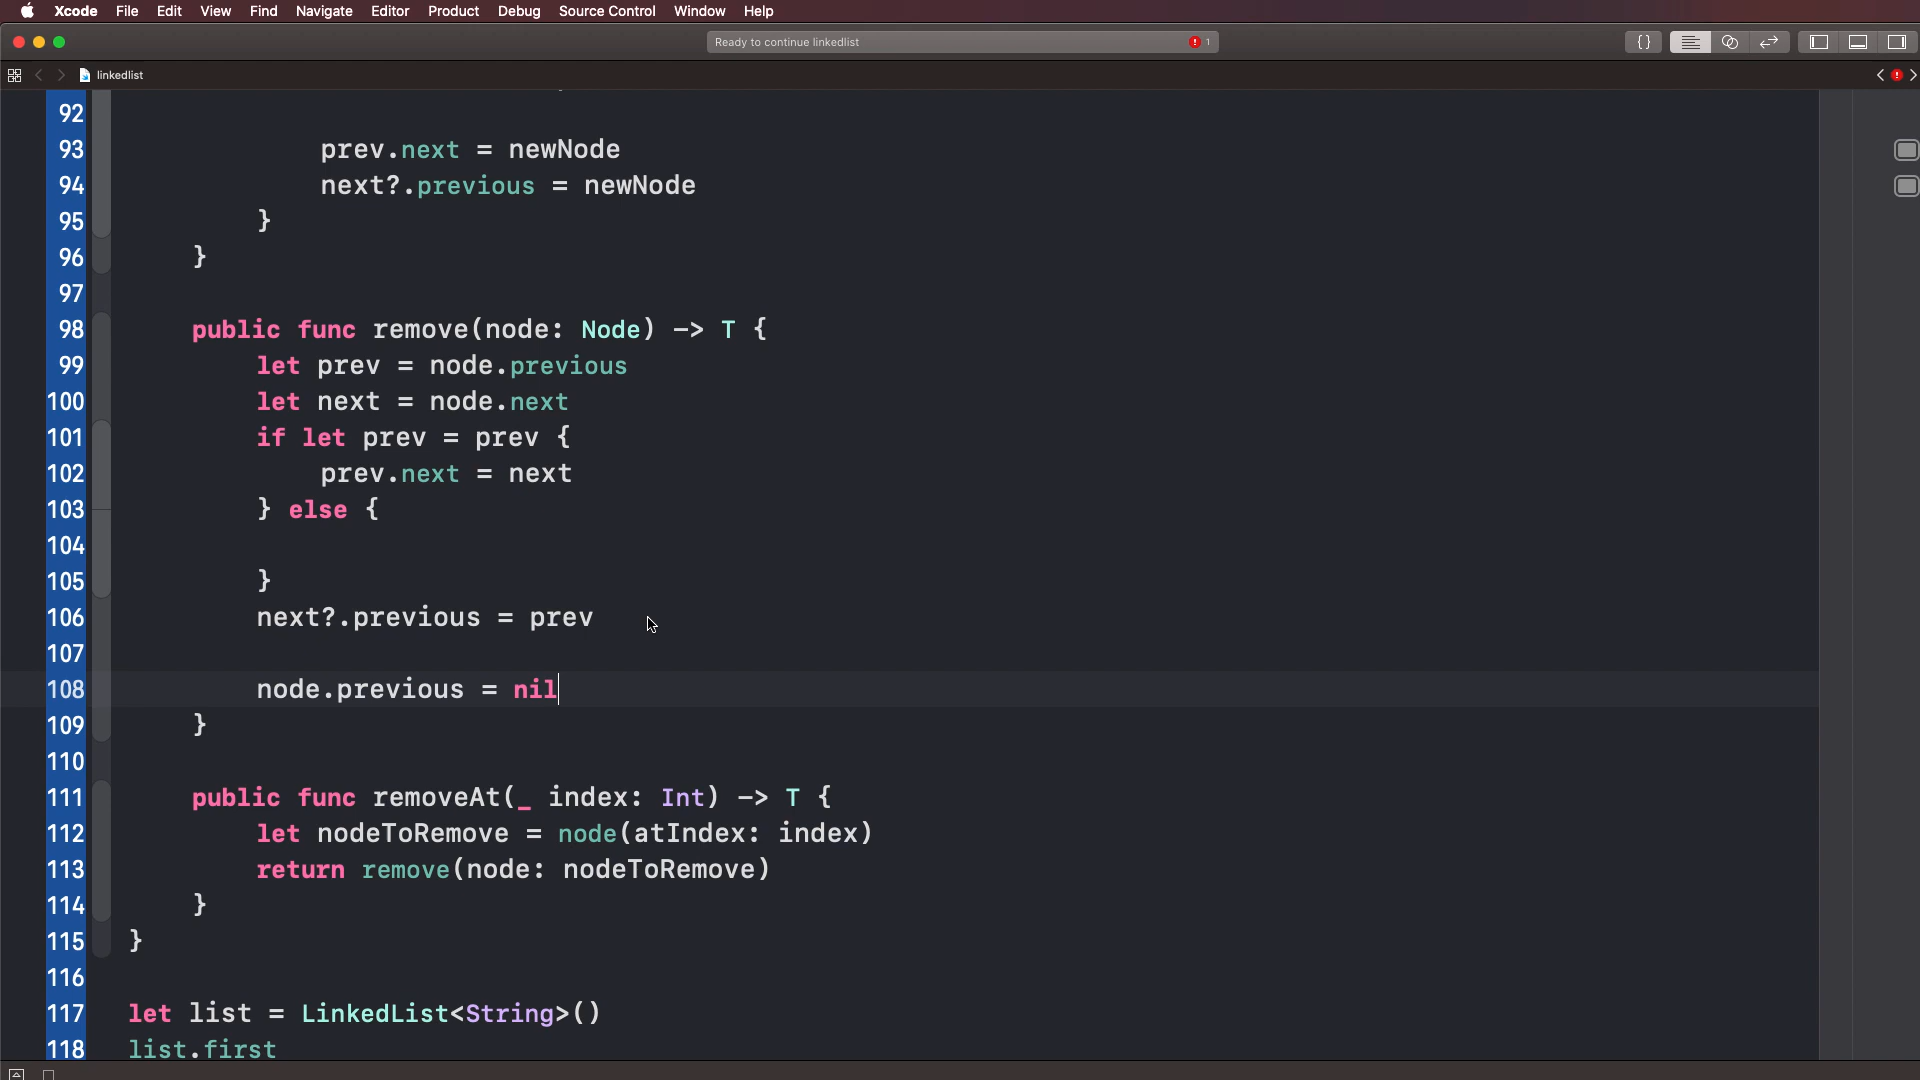 Xcode File Edit View Find Navigate Editor Product Debug Source Control Window Help
Ready to continue linkedlist 1
linkedlist
92
93 prev.next = newNode
94 next?.previous = newNode
95 }
96 }
97
98 public func remove(node: Node) -> T {
99 let prev = node.previous
100 let next = node.next
101 if let prev = prev {
102 prev.next = next
103 } else {
104
105 }
106 next?.previous = prev
107
108 node.previous = nil
109 }
110
111 public func removeAt(_ index: Int) -> T {
112 let nodeToRemove = node(atIndex: index)
113 return remove(node: nodeToRemove)
114 }
115 }
116
117 let list = LinkedList<String>()
118 list.first